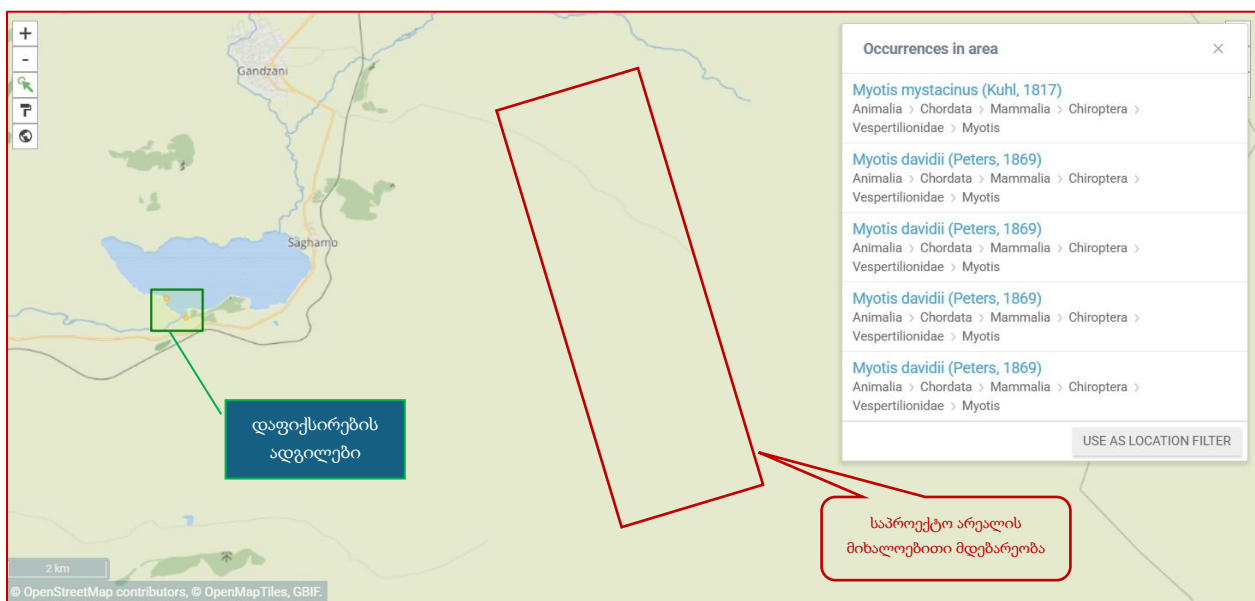 +
-
Gandzani
Saghamo
დაფიქსირების
ადგილები
Occurrences in area
×
Myotis mystacinus (Kuhl, 1817)
Animalia > Chordata > Mammalia > Chiroptera >
Vespertilionidae > Myotis
Myotis davidii (Peters, 1869)
Animalia > Chordata > Mammalia > Chiroptera >
Vespertilionidae > Myotis
Myotis davidii (Peters, 1869)
Animalia > Chordata > Mammalia > Chiroptera >
Vespertilionidae > Myotis
Myotis davidii (Peters, 1869)
Animalia > Chordata > Mammalia > Chiroptera >
Vespertilionidae > Myotis
Myotis davidii (Peters, 1869)
Animalia > Chordata > Mammalia > Chiroptera >
Vespertilionidae > Myotis
USE AS LOCATION FILTER
საპროექტო არეალის
მიხალოებითი მდებარეობა
2 km
© OpenStreetMap contributors, © OpenMapTiles, GBIF.